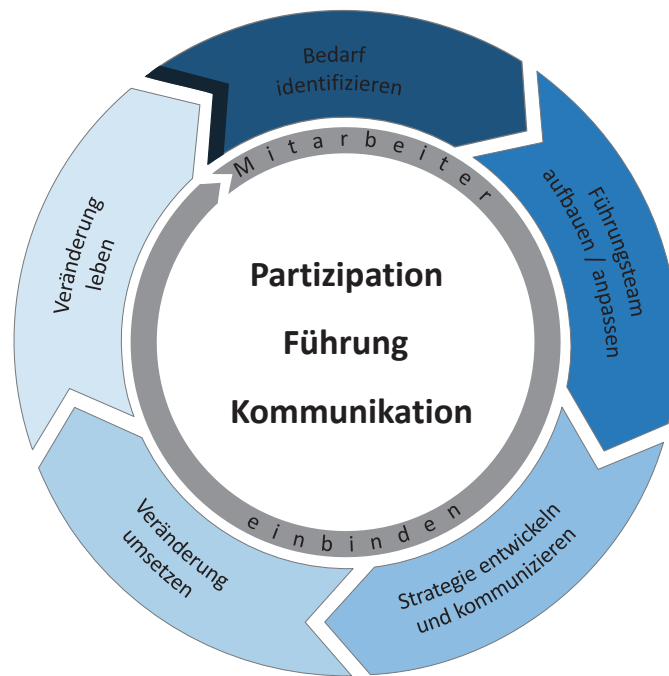 Bedarf
identifizieren
Führungsteam
aufbauen / anpassen
Strategie entwickeln
und kommunizieren
Veränderung
umsetzen
Veränderung
leben
Mitarbeiter
einbinden
Partizipation
Führung
Kommunikation